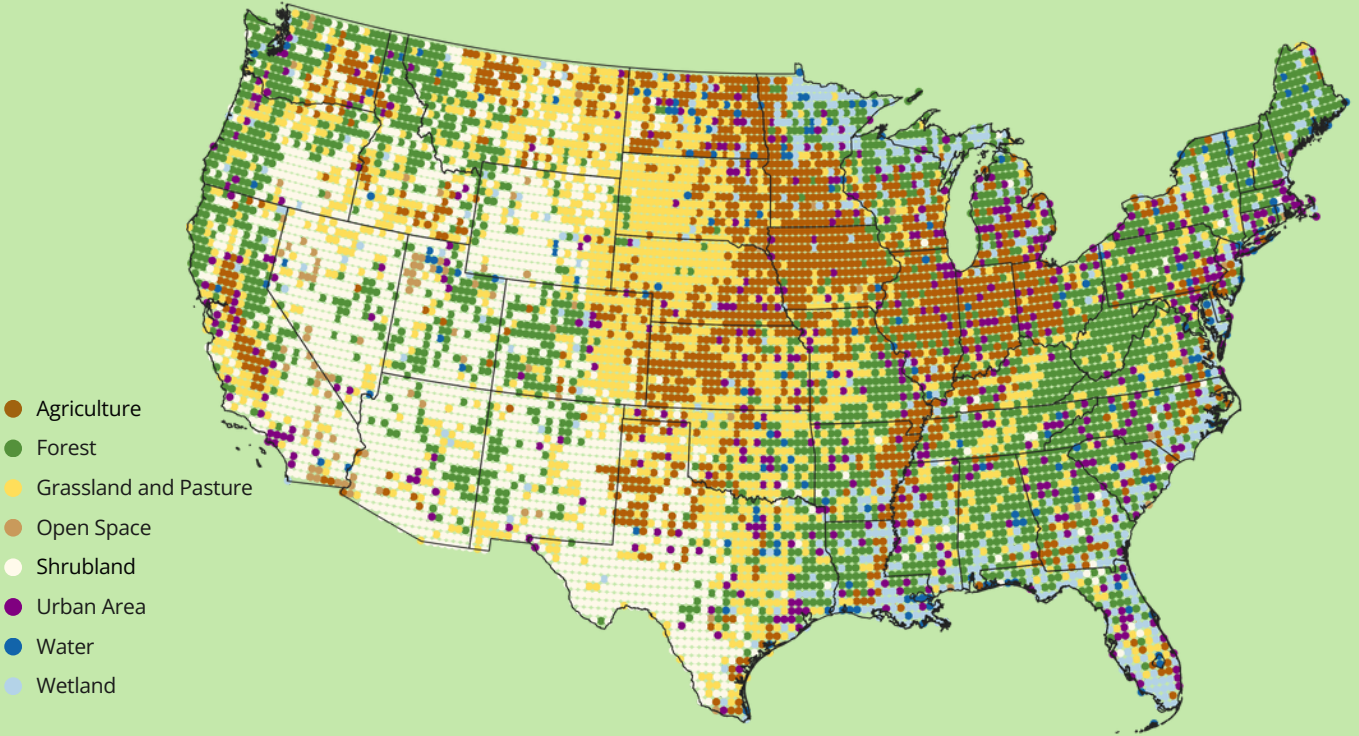 Agriculture
Forest
Grassland and Pasture
Open Space
Shrubland
Urban Area
Water
Wetland